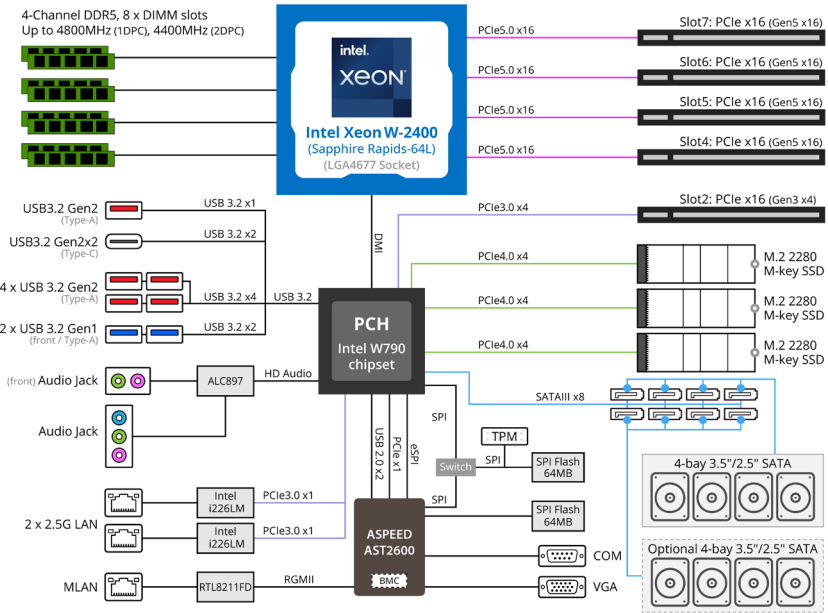 4-Channel DDR5, 8 x DIMM slots
Up to 4800MHz (1DPC), 4400MHz (2DPC)
intel.
XEON
Intel Xeon W-2400
(Sapphire Rapids-64L)
(LGA4677 Socket)
PCIe5.0 x16
Slot7: PCIe x16 (Gen5 x16)
PCIe5.0 x16
Slot6: PCIe x16 (Gen5 x16)
PCIe5.0 x16
Slot5: PCIe x16 (Gen5 x16)
PCIe5.0 x16
Slot4: PCIe x16 (Gen5 x16)
PCIe3.0 x4
Slot2: PCIe x16 (Gen3 x4)
DMI
USB3.2 Gen2
(Type-A)
USB 3.2 x1
USB3.2 Gen2x2
(Type-C)
USB 3.2 x2
4 x USB 3.2 Gen2
(Type-A)
USB 3.2 x4
USB 3.2
2 x USB 3.2 Gen1
(front / Type-A)
USB 3.2 x2
PCIe4.0 x4
M.2 2280
M-key SSD
PCIe4.0 x4
M.2 2280
M-key SSD
PCIe4.0 x4
M.2 2280
M-key SSD
PCH
Intel W790
chipset
(front) Audio Jack
ALC897
HD Audio
Audio Jack
SATAIII x8
SPI
USB 2.0 x2
PCIe x1
eSPI
TPM
Switch
SPI
SPI Flash
64MB
SPI
SPI Flash
64MB
4-bay 3.5"/2.5" SATA
Optional 4-bay 3.5"/2.5" SATA
2 x 2.5G LAN
Intel
i226LM
PCIe3.0 x1
Intel
i226LM
PCIe3.0 x1
ASPEED
AST2600
BMC
COM
VGA
MLAN
RTL8211FD
RGMII